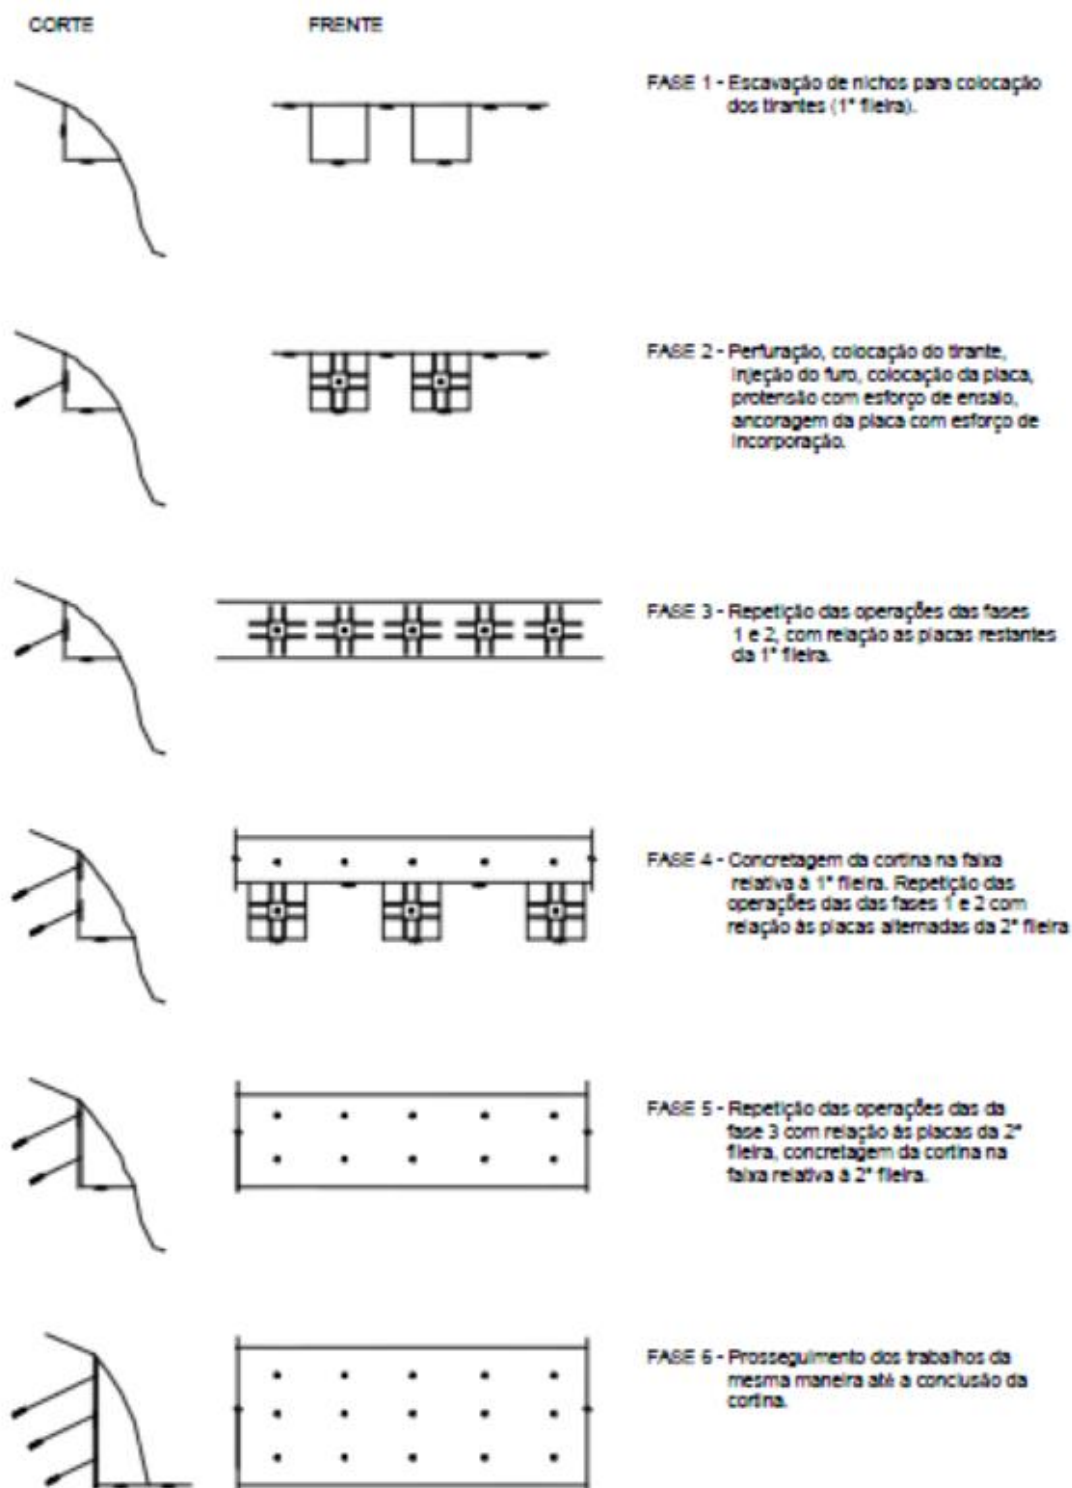 CORTE
FRENTE
FASE 1 - Escavação de nichos para colocação
dos tirantes (1ª fileira).
FASE 2 - Perfuração, colocação do tirante,
injeção do furo, colocação da placa,
protensão com esforço de ensaio,
ancoragem da placa com esforço de
incorporação.
FASE 3 - Repetição das operações das fases
1 e 2, com relação as placas restantes
da 1ª fileira.
FASE 4 - Concretagem da cortina na faixa
relativa à 1ª fileira. Repetição das
operações das das fases 1 e 2 com
relação às placas alternadas da 2ª fileira
FASE 5 - Repetição das operações das da
fase 3 com relação às placas da 2ª
fileira, concretagem da cortina na
faixa relativa à 2ª fileira.
FASE 6 - Prosseguimento dos trabalhos da
mesma maneira até a conclusão da
cortina.